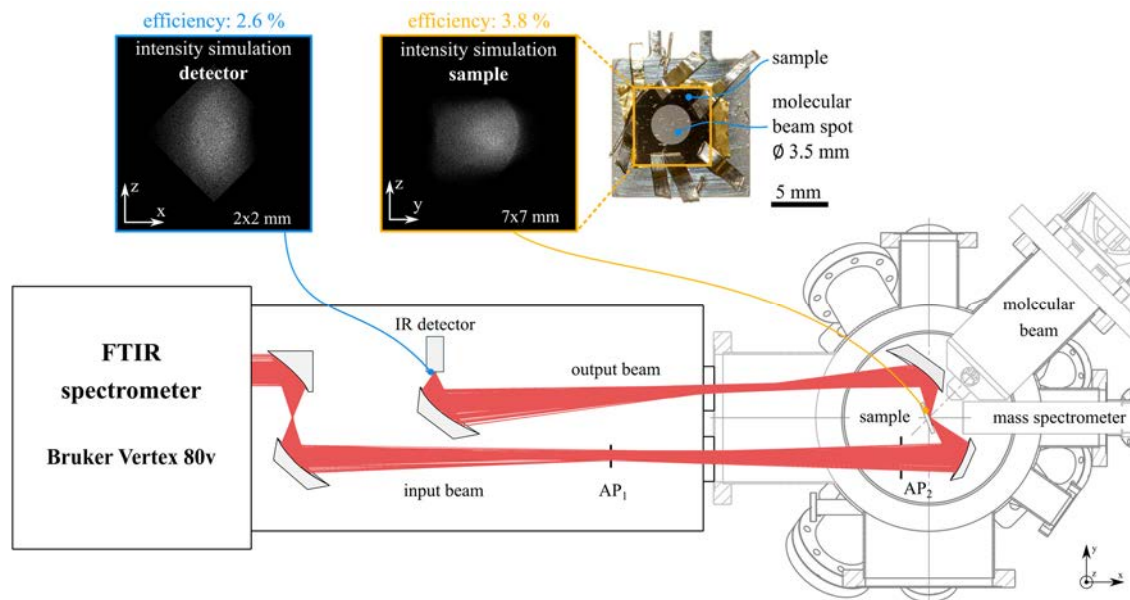 efficiency: 2.6 %
efficiency: 3.8 %
intensity simulation
detector
z
x
2x2 mm
intensity simulation
sample
z
y
7x7 mm
sample
molecular
beam spot
Ø 3.5 mm
5 mm
FTIR
spectrometer
Bruker Vertex 80v
IR detector
output beam
input beam
AP₁
sample
AP₂
molecular
beam
mass spectrometer
y
z
x